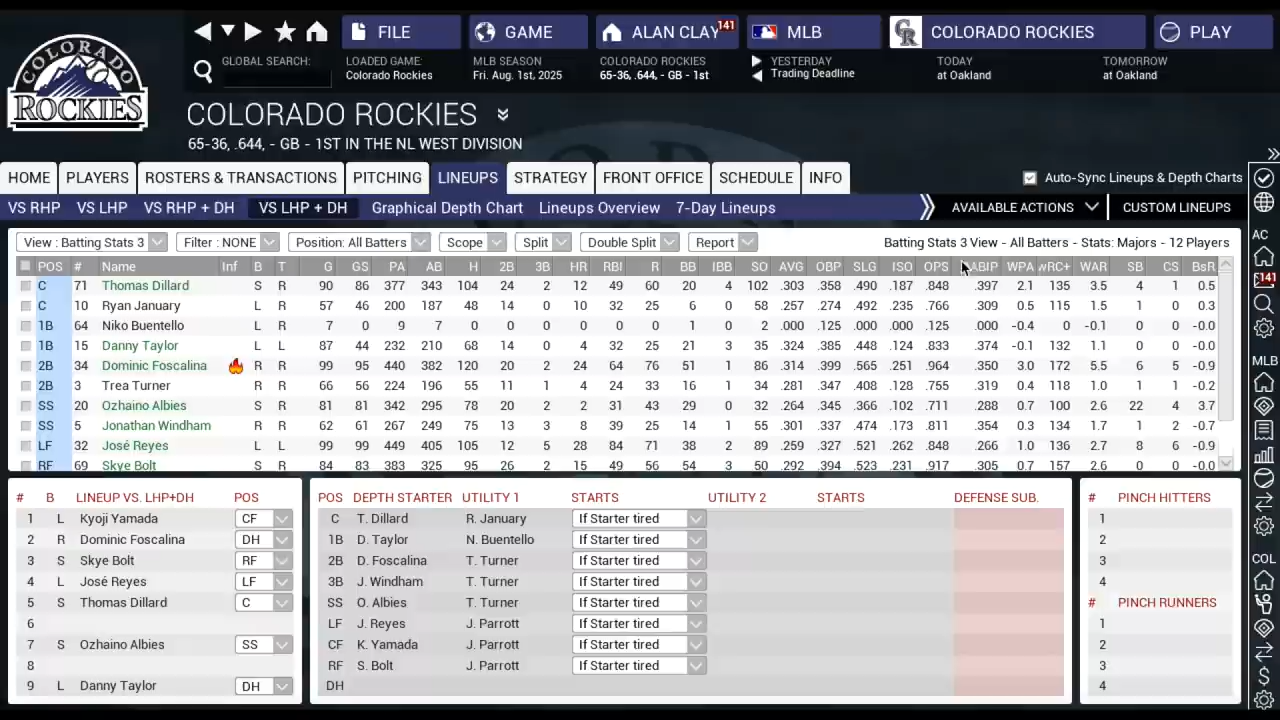 COLORADO
ROCKIES
FILE
GAME
ALAN CLAY
141
MLB
COLORADO ROCKIES
PLAY
GLOBAL SEARCH:
LOADED GAME:
Colorado Rockies
MLB SEASON
Fri. Aug. 1st, 2025
COLORADO ROCKIES
65-36, .644, - GB - 1st
YESTERDAY
Trading Deadline
TODAY
at Oakland
TOMORROW
at Oakland
COLORADO ROCKIES
65-36, .644, - GB - 1ST IN THE NL WEST DIVISION
HOME PLAYERS ROSTERS & TRANSACTIONS PITCHING LINEUPS STRATEGY FRONT OFFICE SCHEDULE INFO
Auto-Sync Lineups & Depth Charts
VS RHP VS LHP VS RHP + DH VS LHP + DH Graphical Depth Chart Lineups Overview 7-Day Lineups AVAILABLE ACTIONS CUSTOM LINEUPS
View : Batting Stats 3 Filter : NONE Position: All Batters Scope Split Double Split Report Batting Stats 3 View - All Batters - Stats: Majors - 12 Players
POS # Name Inf B T G GS PA AB H 2B 3B HR RBI R BB IBB SO AVG OBP SLG ISO OPS ABIP WPA wRC+ WAR SB CS BsR
C 71 Thomas Dillard S R 90 86 377 343 104 24 2 12 49 60 20 4 102 .303 .358 .490 .187 .848 .397 2.1 135 3.5 4 1 0.5
C 10 Ryan January L R 57 46 200 187 48 14 0 10 32 25 6 0 58 .257 .274 .492 .235 .766 .309 0.5 115 1.5 1 0 0.3
1B 64 Niko Buentello L R 7 0 9 7 0 0 0 0 0 0 1 0 2 .000 .125 .000 .000 .125 .000 -0.4 0 -0.1 0 0 -0.0
1B 15 Danny Taylor L L 87 44 232 210 68 14 0 4 32 25 21 3 35 .324 .385 .448 .124 .833 .374 -0.1 132 1.1 0 0 -0.0
2B 34 Dominic Foscalina R R 99 95 440 382 120 20 2 24 64 76 51 1 86 .314 .399 .565 .251 .964 .350 3.0 172 5.5 6 5 -0.9
2B 3 Trea Turner R R 66 56 224 196 55 11 1 4 24 33 16 1 34 .281 .347 .408 .128 .755 .319 0.4 118 1.0 1 1 -0.2
SS 20 Ozhaino Albies S R 81 81 342 295 78 20 2 2 31 43 29 0 32 .264 .345 .366 .102 .711 .288 0.7 100 2.6 22 4 3.7
SS 5 Jonathan Windham R R 62 61 267 249 75 13 3 8 39 25 14 1 55 .301 .337 .474 .173 .811 .354 0.3 134 1.7 1 2 -0.7
LF 32 José Reyes L L 99 99 449 405 105 12 5 28 84 71 38 2 89 .259 .327 .521 .262 .848 .266 1.0 136 2.7 8 6 -0.9
RF 69 Skye Bolt S R 84 83 383 325 95 26 2 15 49 56 54 3 50 .292 .394 .523 .231 .917 .305 0.7 157 2.6 0 0 -0.0
# B LINEUP VS. LHP+DH POS
1 L Kyoji Yamada CF
2 R Dominic Foscalina DH
3 S Skye Bolt RF
4 L José Reyes LF
5 S Thomas Dillard C
6
7 S Ozhaino Albies SS
8
9 L Danny Taylor DH
POS DEPTH STARTER UTILITY 1 STARTS UTILITY 2 STARTS DEFENSE SUB.
C T. Dillard R. January If Starter tired
1B D. Taylor N. Buentello If Starter tired
2B D. Foscalina T. Turner If Starter tired
3B J. Windham T. Turner If Starter tired
SS O. Albies T. Turner If Starter tired
LF J. Reyes J. Parrott If Starter tired
CF K. Yamada J. Parrott If Starter tired
RF S. Bolt J. Parrott If Starter tired
DH
# PINCH HITTERS
1
2
3
4
# PINCH RUNNERS
1
2
3
4
AC
141
MLB
COL